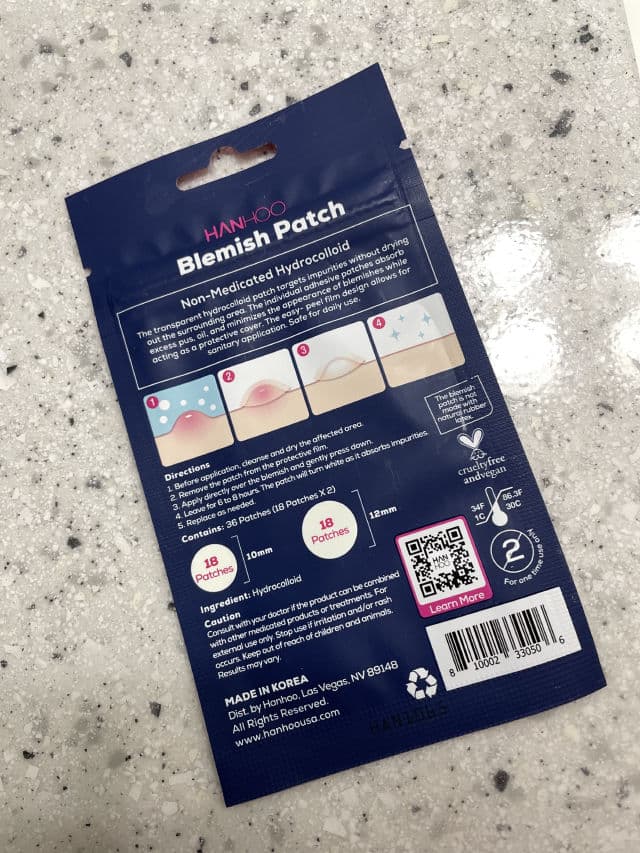 HANHOO
Blemish Patch
Non-Medicated Hydrocolloid
The transparent hydrocolloid patch targets impurities without drying
out the surrounding area. The individual adhesive patches absorb
excess pus, oil, and minimizes the appearance of blemishes while
acting as a protective cover. The easy- peel film design allows for
sanitary application. Safe for daily use.
1
2
3
4
Directions
1. Before application, cleanse and dry the affected area.
2. Remove the patch from the protective film.
3. Apply directly over the blemish and gently press down.
4. Leave for 6 to 8 hours. The patch will turn white as it absorbs impurities.
5. Replace as needed.
The blemish
patch is not
made with
natural rubber
latex.
crueltyfree
andvegan
Contains: 36 Patches (18 Patches X 2)
18
Patches
10mm
18
Patches
12mm
34F
1C
86.3F
30C
2
For one time use only
HAN
HOO
Learn More
Ingredient: Hydrocolloid
Caution
Consult with your doctor if the product can be combined
with other medicated products or treatments. For
external use only. Stop use if irritation and/or rash
occurs. Keep out of reach of children and animals.
Results may vary.
MADE IN KOREA
Dist. by Hanhoo, Las Vegas, NV 89148
All Rights Reserved.
www.hanhoousa.com
8 10002 33050 6